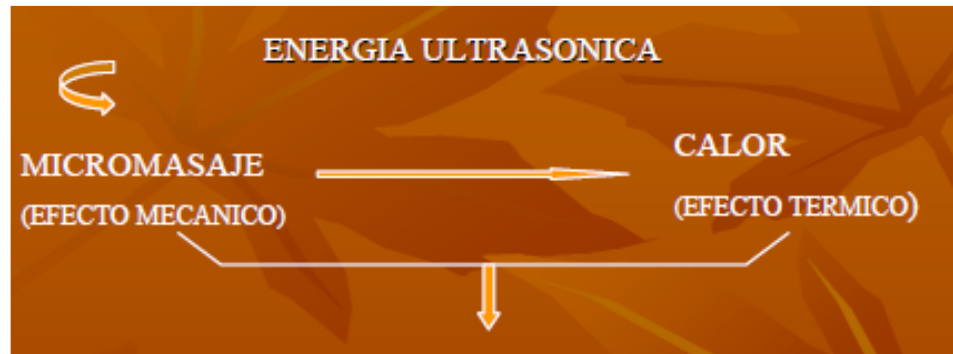 ENERGIA ULTRASONICA
MICROMASAJE
(EFECTO MECANICO)
CALOR
(EFECTO TERMICO)